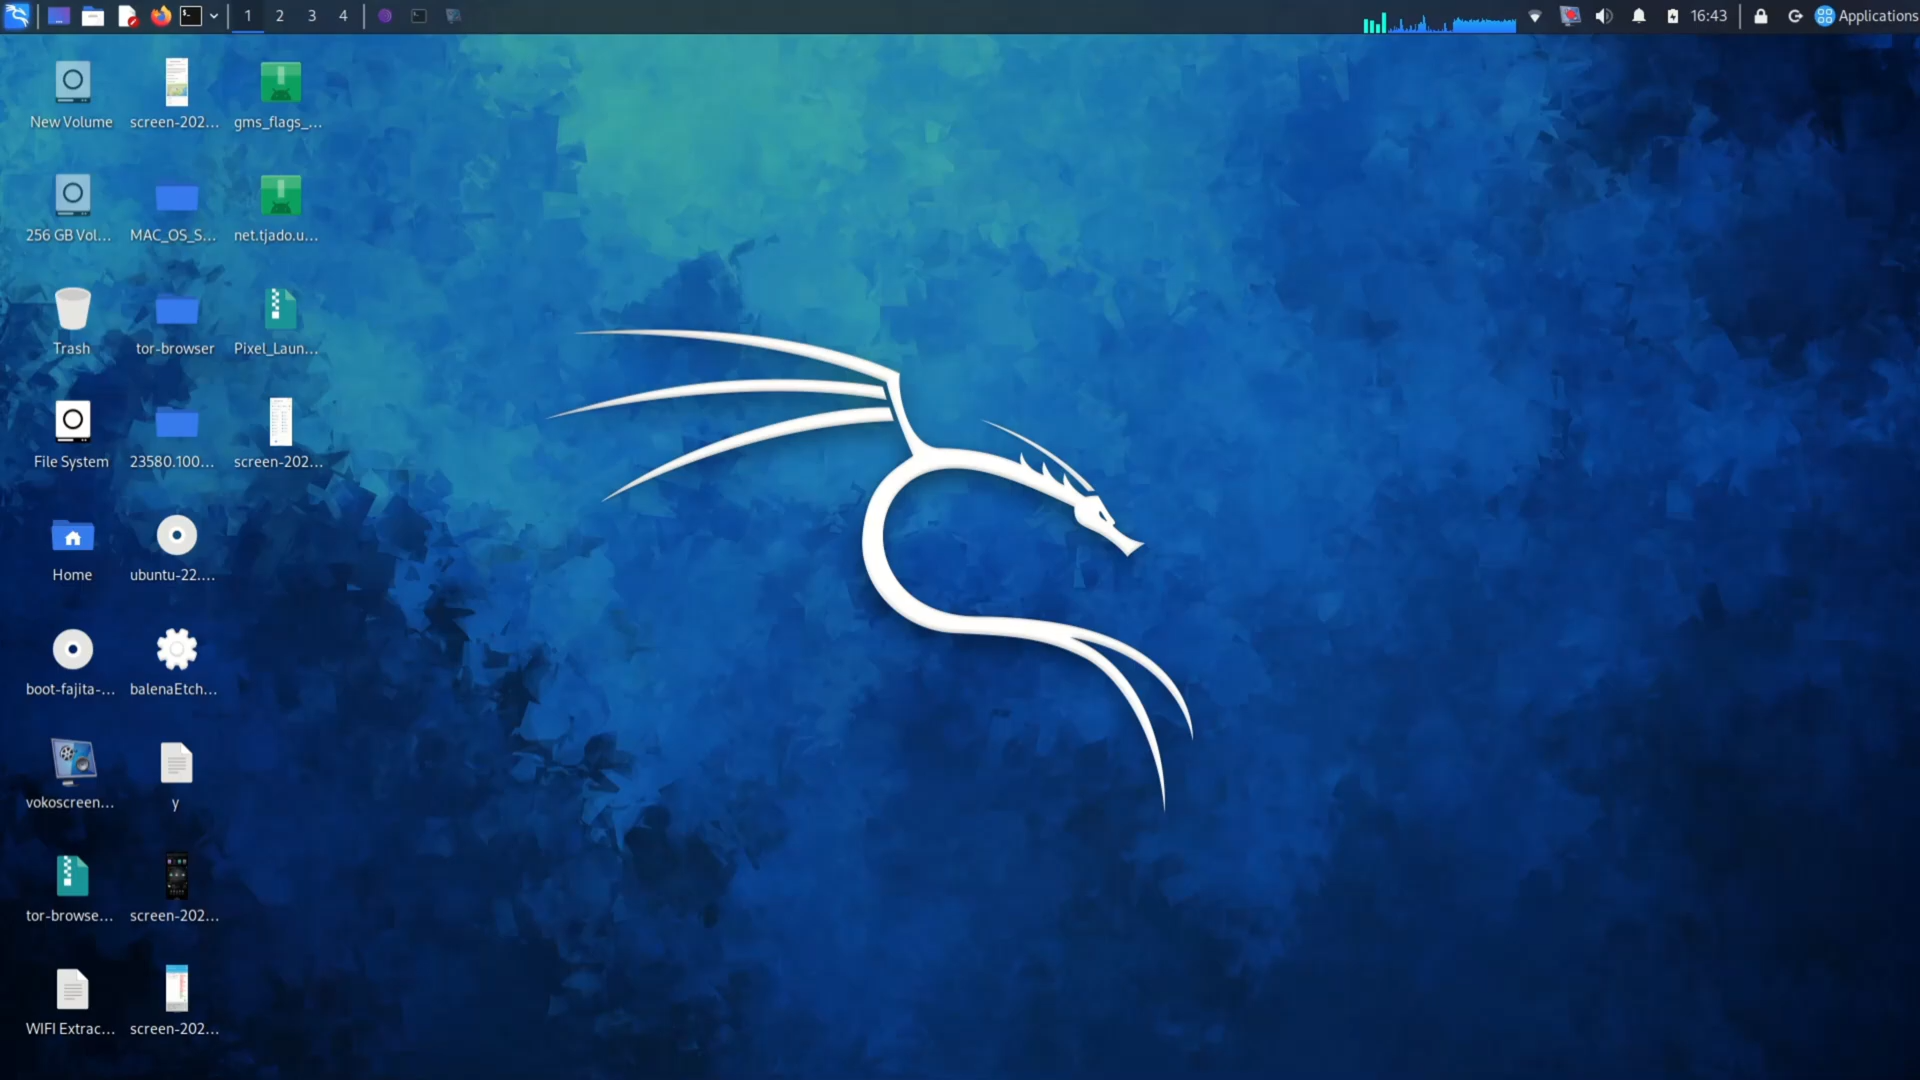 1 2 3 4 16:43 Applications
New Volume screen-202... gms_flags_...
256 GB Vol... MAC_OS_S... net.tjado.u...
Trash tor-browser Pixel_Laun...
File System 23580.100... screen-202...
Home ubuntu-22....
boot-fajita-... balenaEtch...
vokoscreen... y
tor-browse... screen-202...
WIFI Extrac... screen-202...